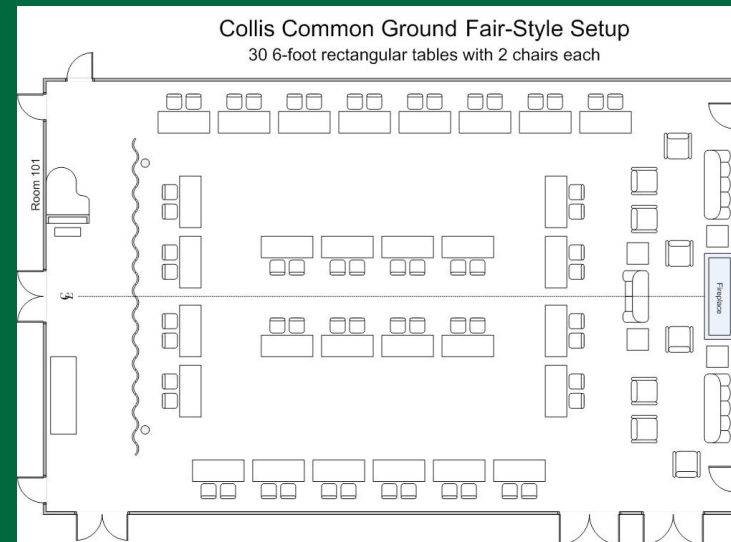 Collis Common Ground Fair-Style Setup
30 6-foot rectangular tables with 2 chairs each
Room 101
Fireplace